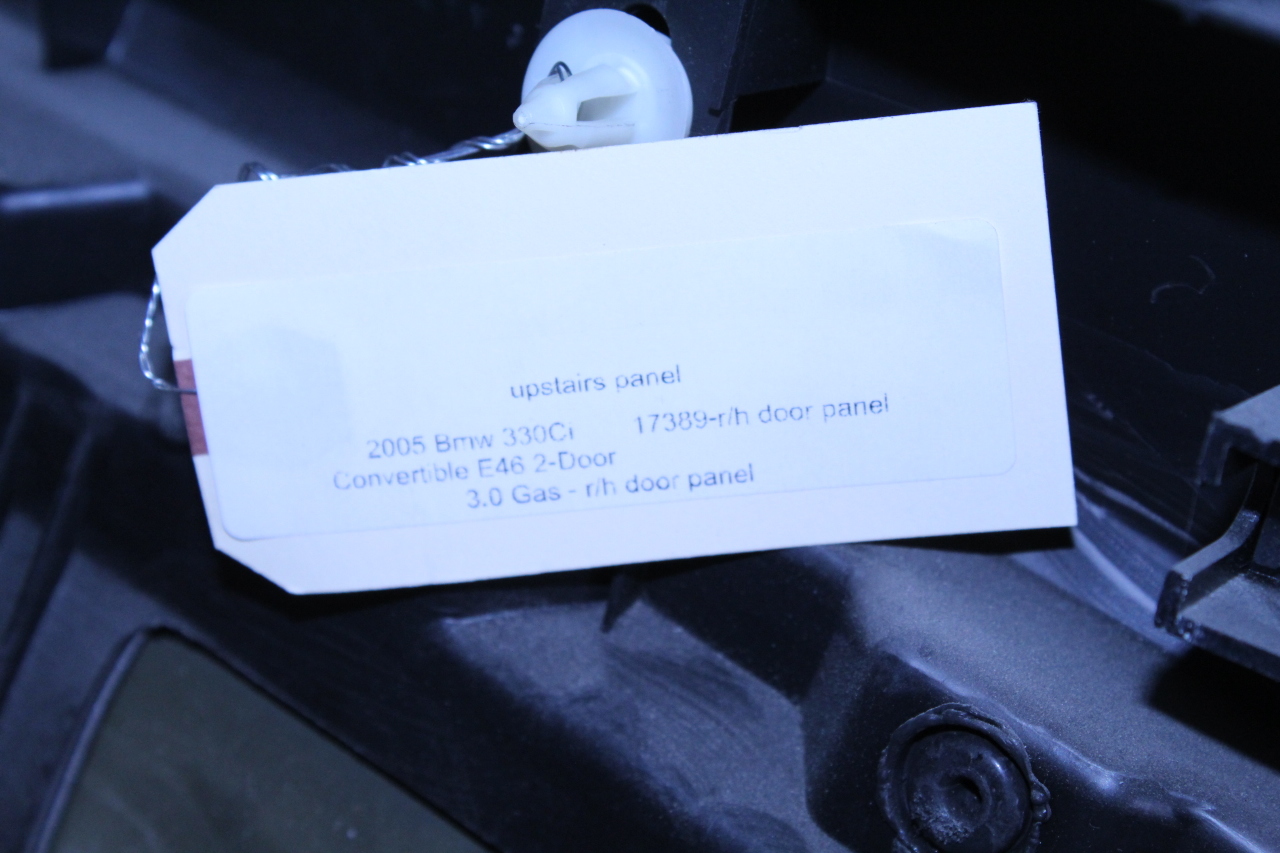 upstairs panel
2005 Bmw 330Ci 17389-r/h door panel
Convertible E46 2-Door
3.0 Gas - r/h door panel